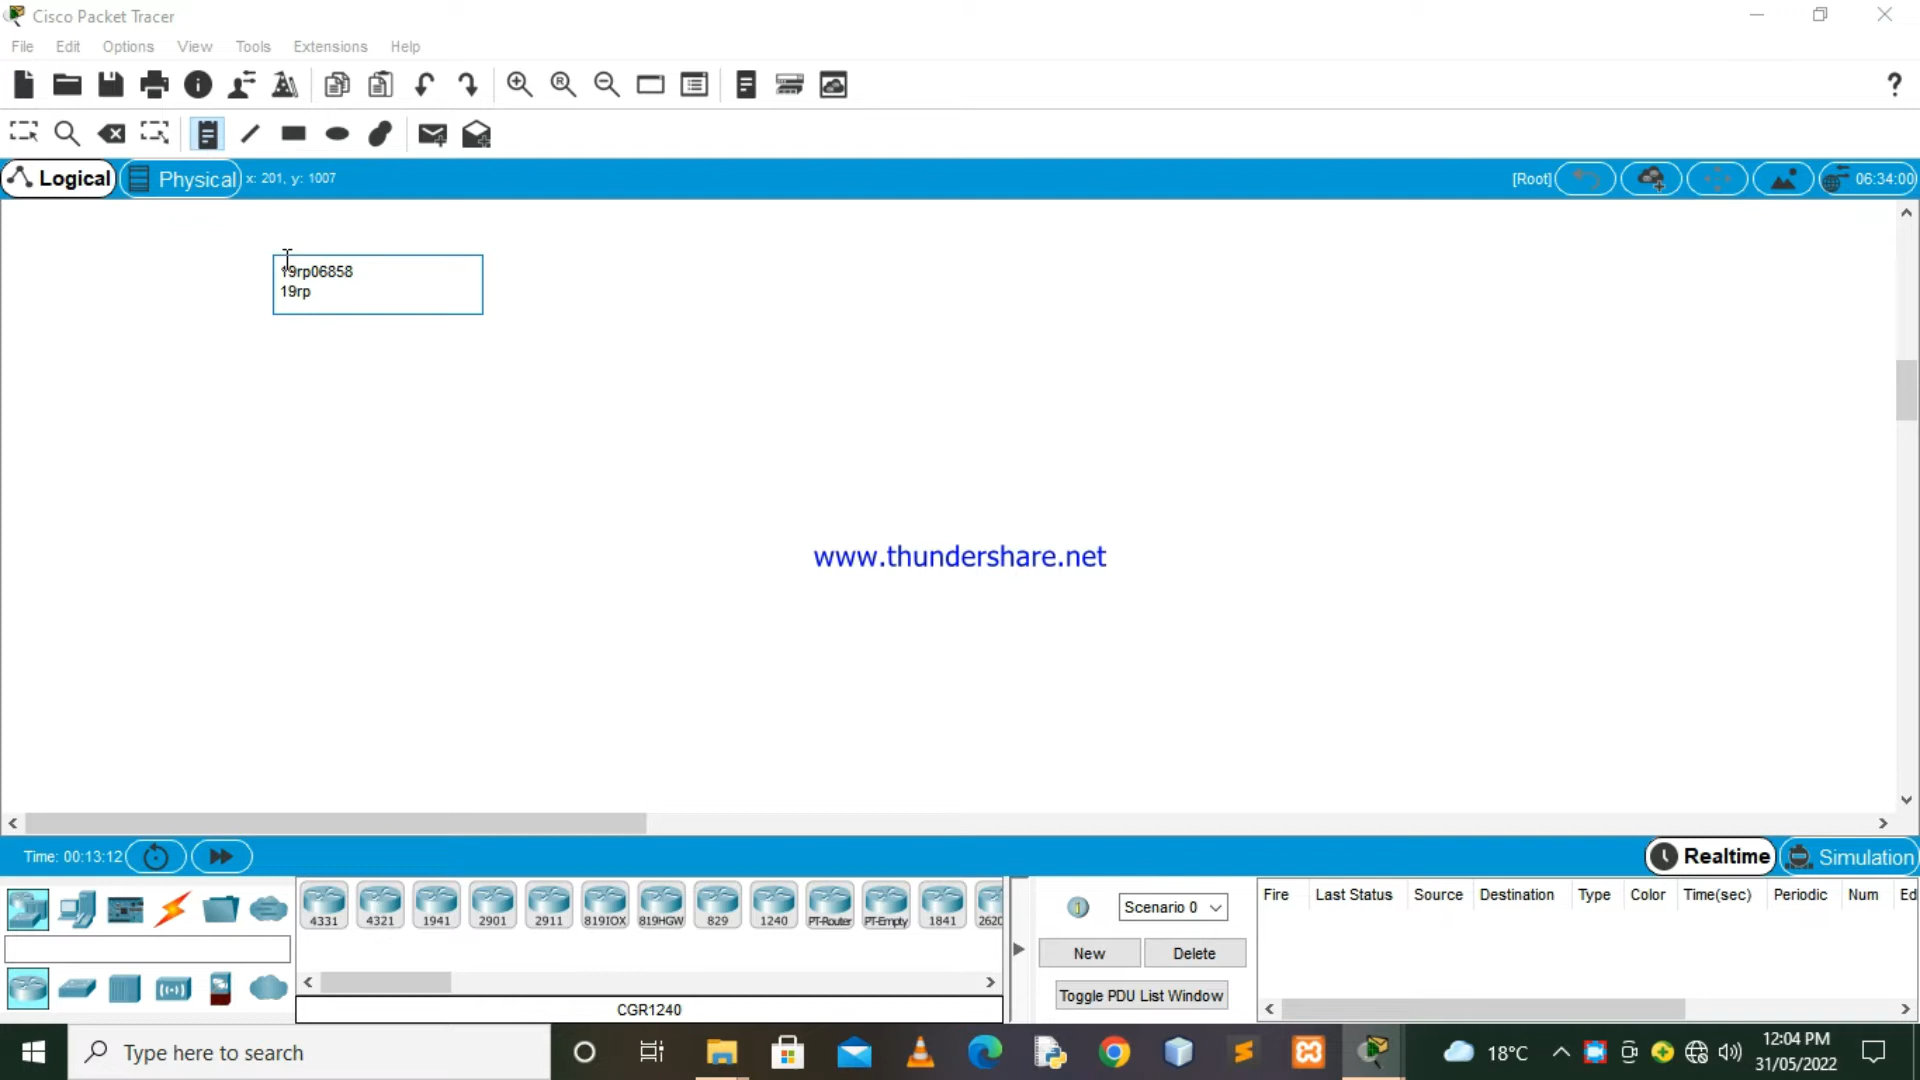 Cisco Packet Tracer
File Edit Options View Tools Extensions Help
?
Logical Physical x: 201, y: 1007 [Root] 06:34:00
19rp06858
19rp
www.thundershare.net
Time: 00:13:12 Realtime Simulation
4331 4321 1941 2901 2911 819IOX 819HGW 829 1240 PT-Router PT-Empty 1841 262C
CGR1240
Scenario 0
New Delete
Toggle PDU List Window
Fire Last Status Source Destination Type Color Time(sec) Periodic Num Ed
Type here to search
18°C
12:04 PM
31/05/2022